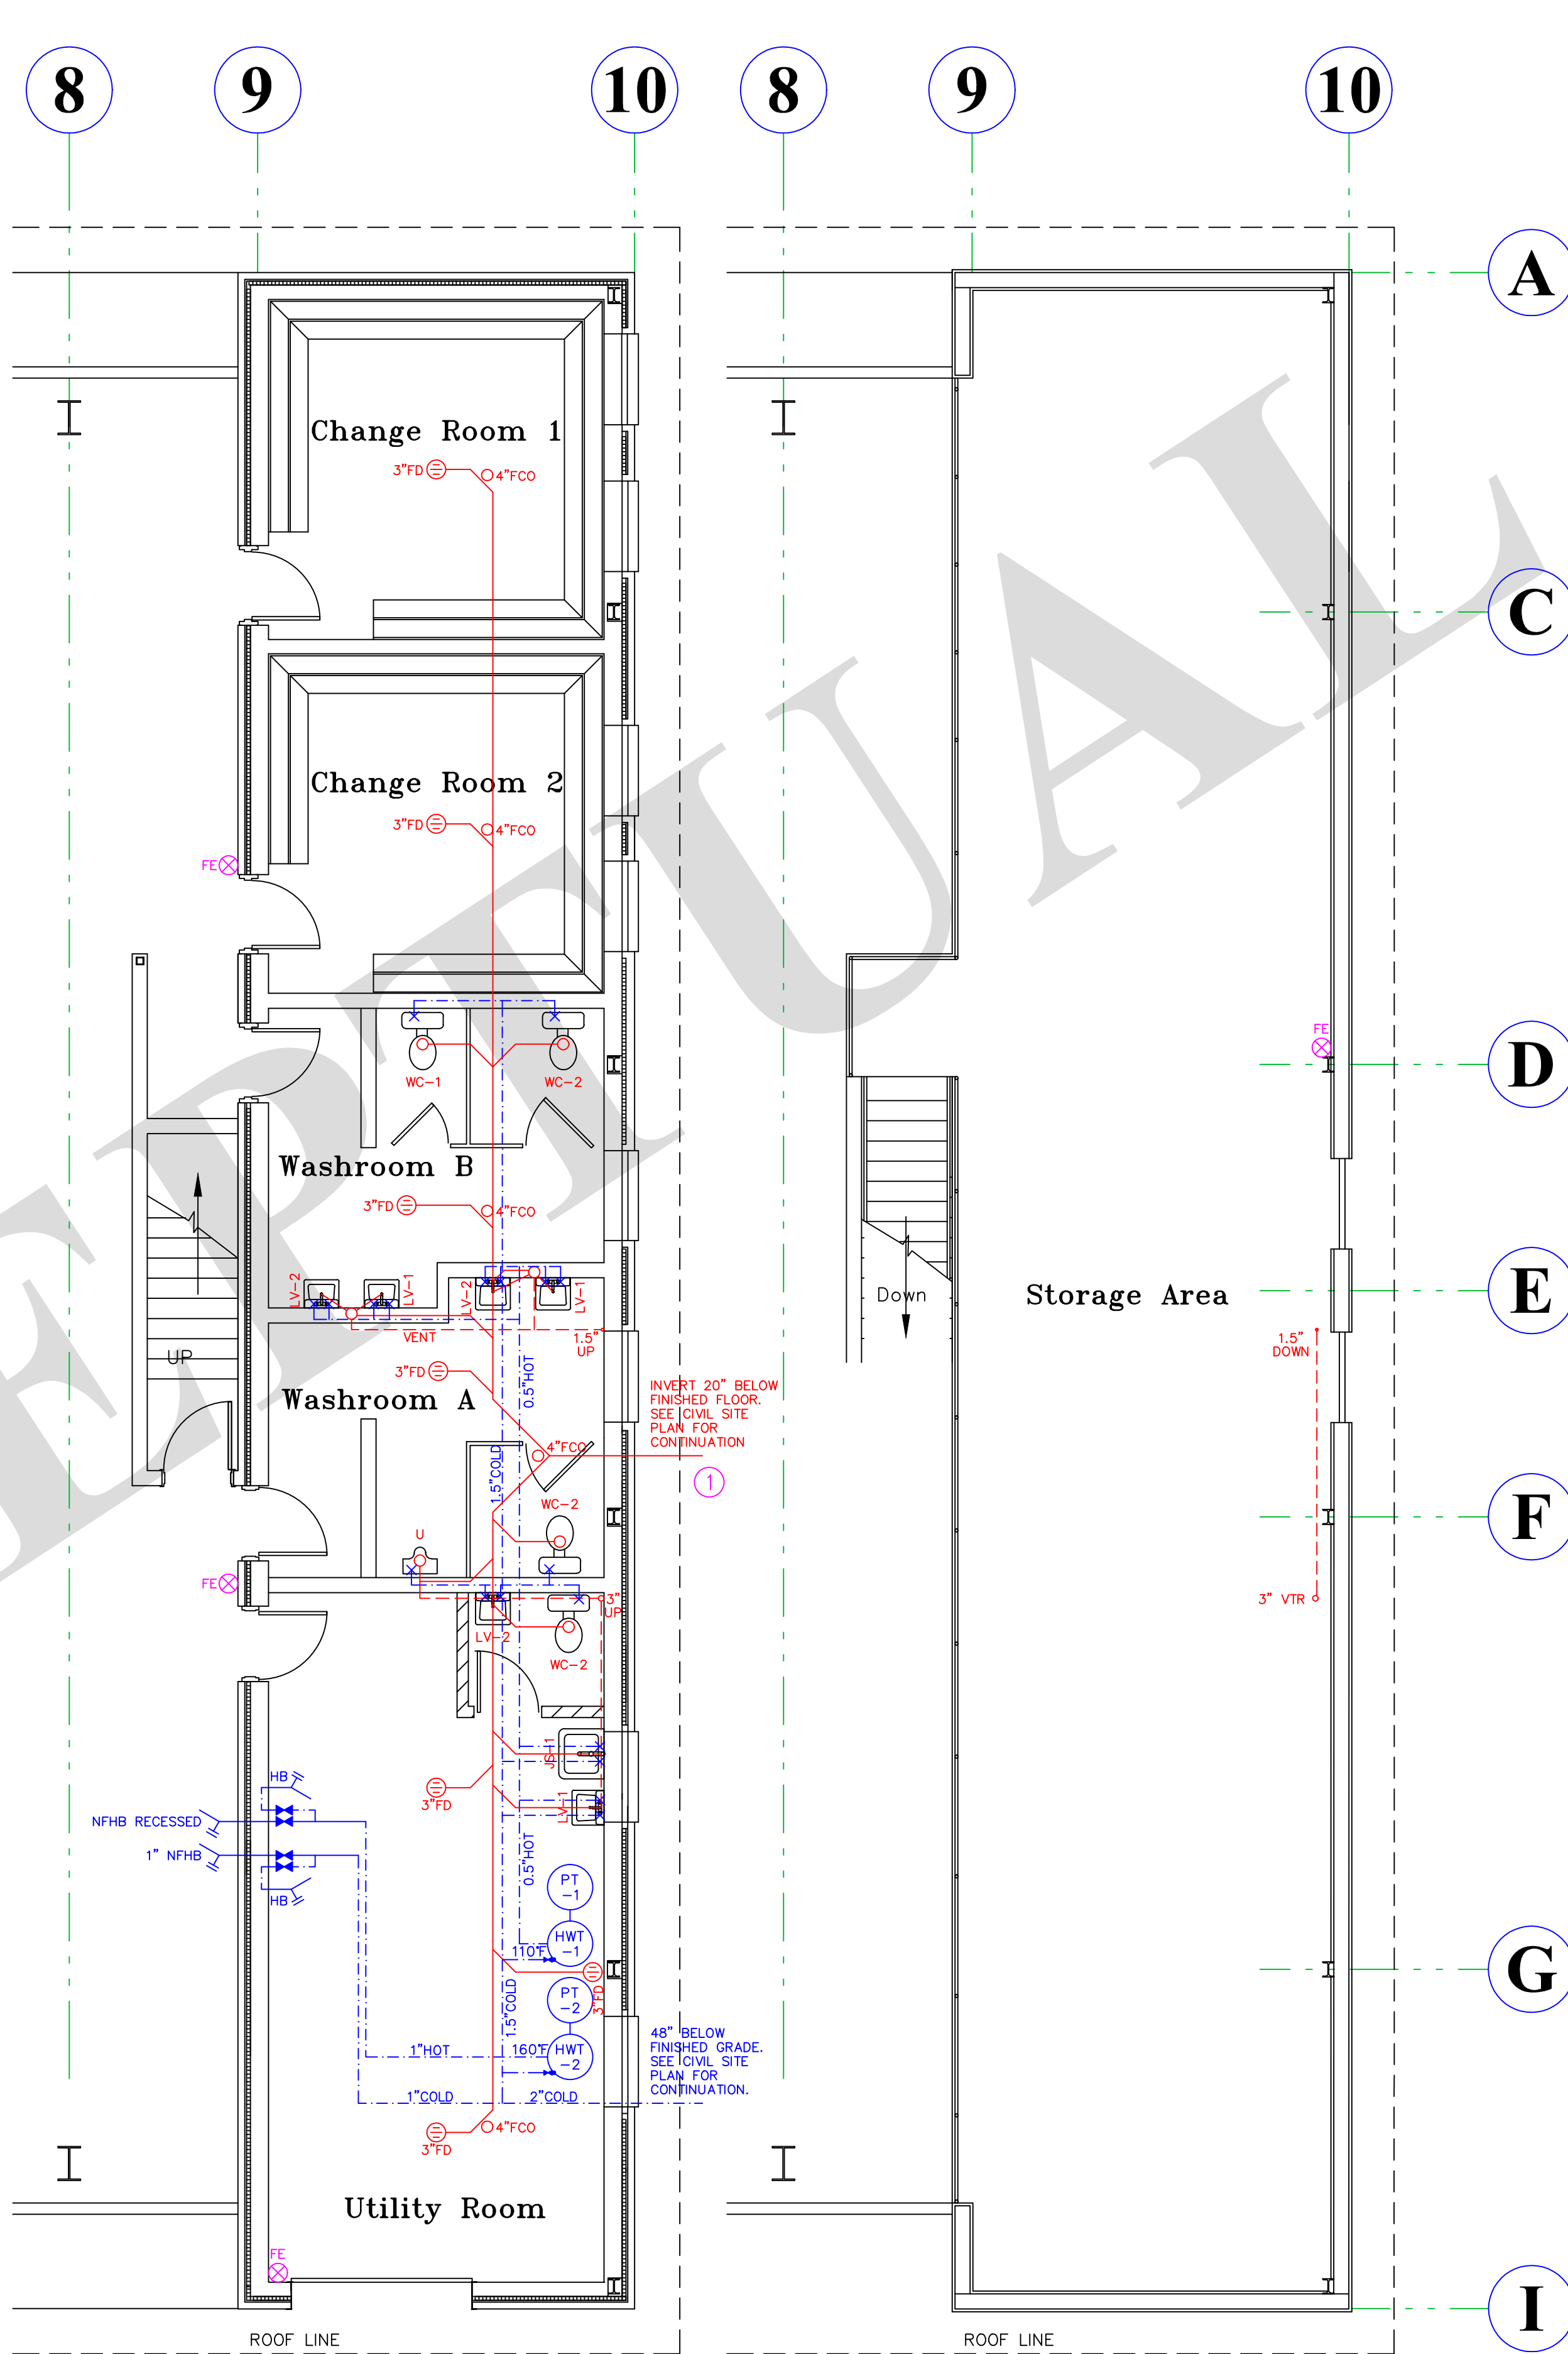 8
9
10
8
9
10
A
C
D
E
F
G
I
Change Room 1
3"FD
4"FCO
Change Room 2
3"FD
4"FCO
FE
WC-1
WC-2
Washroom B
3"FD
4"FCO
LV-2
LV-1
LV-2
LV-1
VENT
1.5"
UP
UP
3"FD
0.5"HOT
Washroom A
INVERT 20" BELOW
FINISHED FLOOR.
SEE CIVIL SITE
PLAN FOR
CONTINUATION
4"FCO
1.5"COLD
1
WC-2
U
FE
3"
UP
LV-2
WC-2
JS-1
HB
3"FD
LV-1
NFHB RECESSED
1" NFHB
HB
0.5"HOT
PT
-1
HWT
-1
110°F
3"FD
PT
-2
1.5"COLD
HWT
-2
160°F
1"HOT
48" BELOW
FINISHED GRADE.
SEE CIVIL SITE
PLAN FOR
CONTINUATION.
1"COLD
2"COLD
3"FD
4"FCO
Utility Room
FE
ROOF LINE
FE
Down
Storage Area
1.5"
DOWN
3" VTR
ROOF LINE
EPTUAL